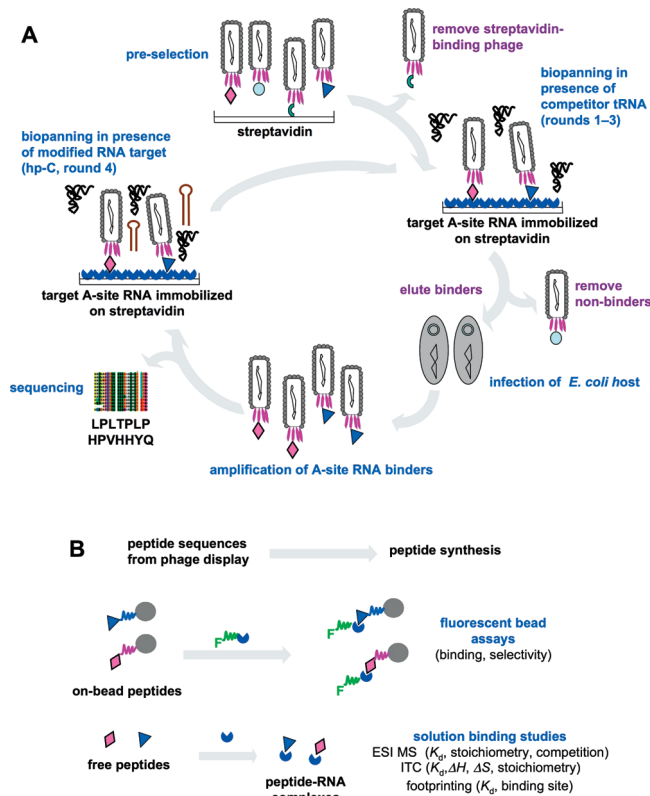 A
pre-selection
streptavidin
remove streptavidin-
binding phage
biopanning in
presence of
competitor tRNA
(rounds 1–3)
biopanning in presence
of modified RNA target
(hp-C, round 4)
target A-site RNA immobilized
on streptavidin
target A-site RNA immobilized
on streptavidin
elute binders
remove
non-binders
infection of E. coli host
sequencing
LPLTPLP
HPVHHYQ
amplification of A-site RNA binders
B
peptide sequences
from phage display
peptide synthesis
F
F
F
on-bead peptides
fluorescent bead
assays
(binding, selectivity)
free peptides
peptide-RNA
solution binding studies
ESI MS (Kd, stoichiometry, competition)
ITC (Kd,ΔH, ΔS, stoichiometry)
footprinting (Kd, binding site)